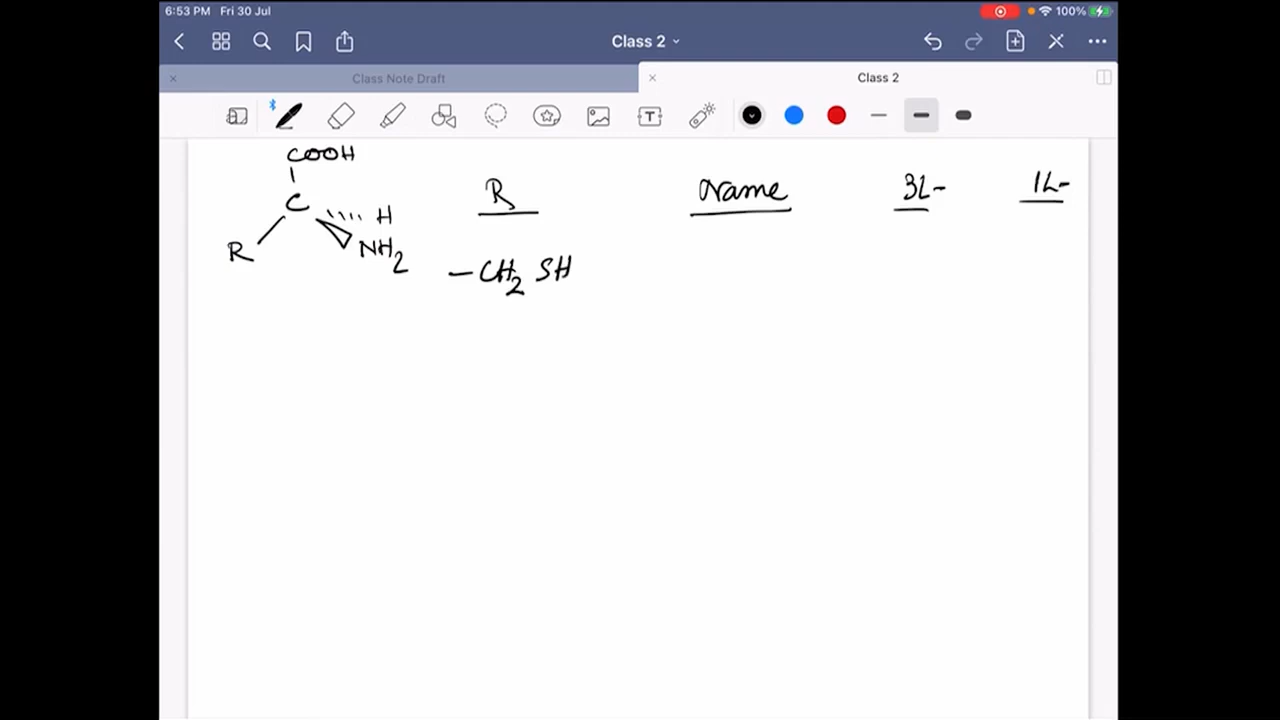 6:53 PM Fri 30 Jul 100%
Class 2
Class Note Draft Class 2
COOH
C
H
R
NH2
R Name 3L- 1L-
-CH2 SH